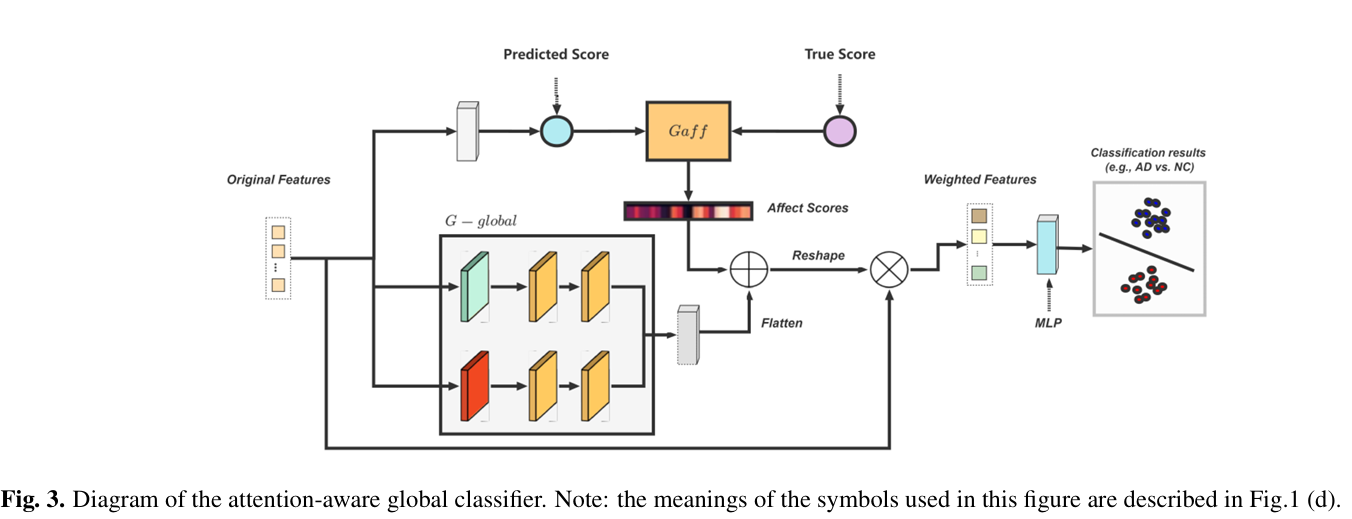 Predicted Score
True Score
Gaff
Classification results
(e.g., AD vs. NC)
Original Features
Weighted Features
Affect Scores
G − global
Reshape
Flatten
MLP
Fig. 3. Diagram of the attention-aware global classifier. Note: the meanings of the symbols used in this figure are described in Fig.1 (d).